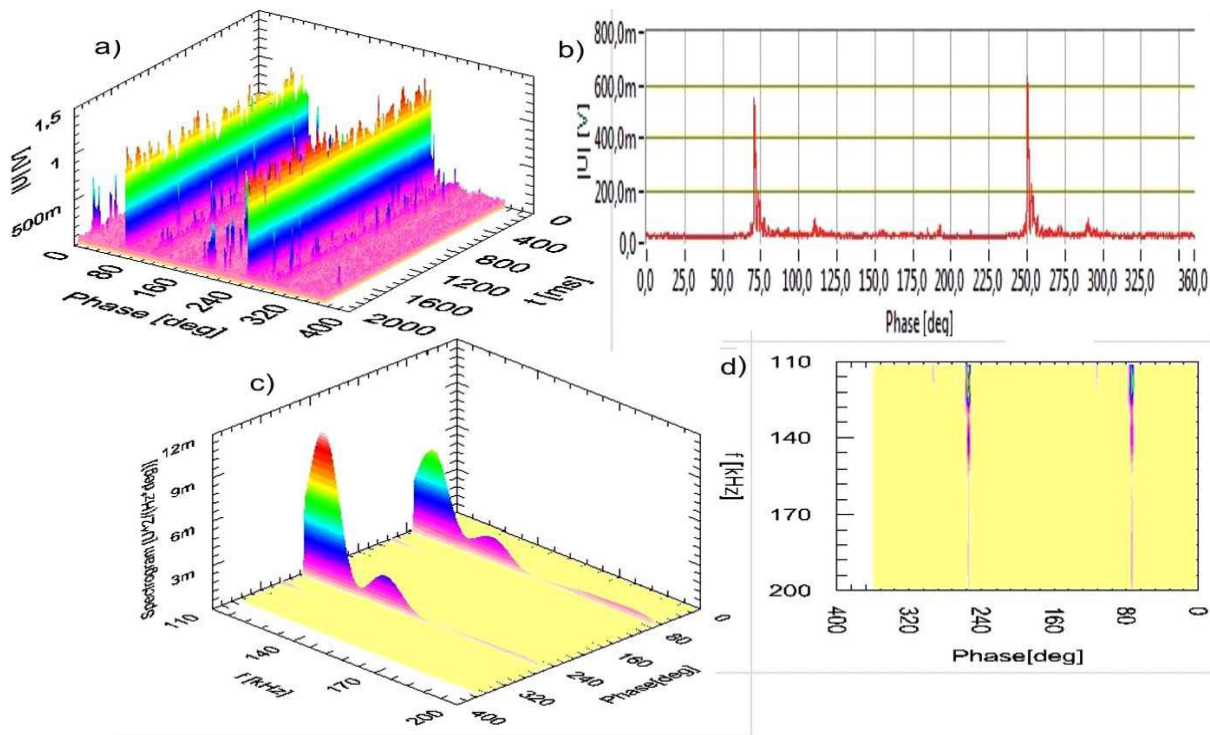 a)
|U| [V]
1,5
1
500m
0
80
160
240
320
400
Phase [deg]
0
400
800
1200
1600
2000
t [ms]
b)
|U| [V]
800,0m
600,0m
400,0m
200,0m
0,0
0,0 25,0 50,0 75,0 100,0 125,0 150,0 175,0 200,0 225,0 250,0 275,0 300,0 325,0 360,0
Phase [deg]
c)
Spectrogram [U^2/(Hz*deg)]
12m
9m
6m
3m
110
140
170
200
f [kHz]
0
80
160
240
320
400
Phase[deg]
d)
f [kHz]
110
140
170
200
400 320 240 160 80 0
Phase[deg]